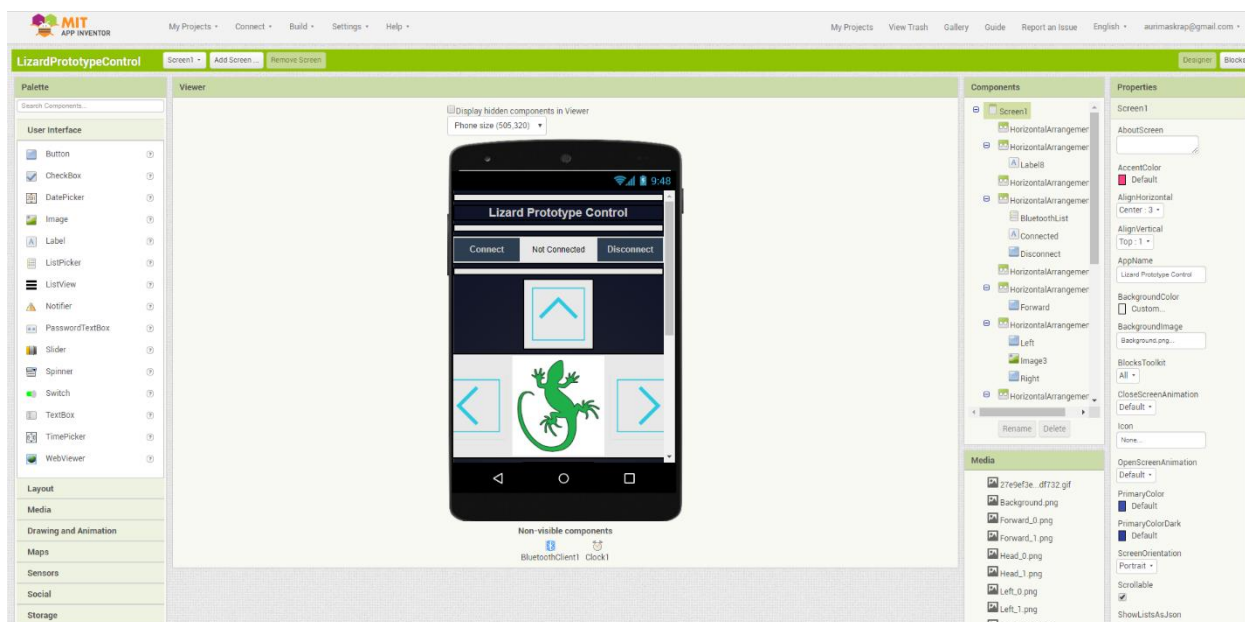 MIT
APP INVENTOR
My Projects
Connect
Build
Settings
Help
My Projects
View Trash
Gallery
Guide
Report an Issue
English
aurimaskrap@gmail.com
LizardPrototypeControl
Screen1
Add Screen ...
Remove Screen
Designer
Blocks
Palette
Search Components...
User Interface
Button
CheckBox
DatePicker
Image
Label
ListPicker
ListView
Notifier
PasswordTextBox
Slider
Spinner
Switch
TextBox
TimePicker
WebViewer
Layout
Media
Drawing and Animation
Maps
Sensors
Social
Storage
Viewer
Display hidden components in Viewer
Phone size (505,320)
9:48
Lizard Prototype Control
Connect
Not Connected
Disconnect
Non-visible components
BluetoothClient1
Clock1
Components
Screen1
HorizontalArrangemer
HorizontalArrangemer
Label8
HorizontalArrangemer
HorizontalArrangemer
BluetoothList
Connected
Disconnect
HorizontalArrangemer
HorizontalArrangemer
Forward
HorizontalArrangemer
Left
Image3
Right
HorizontalArrangemer
Rename
Delete
Media
27e9ef3e...df732.gif
Background.png
Forward_0.png
Forward_1.png
Head_0.png
Head_1.png
Left_0.png
Left_1.png
Properties
Screen1
AboutScreen
AccentColor
Default
AlignHorizontal
Center : 3
AlignVertical
Top : 1
AppName
Lizard Prototype Control
BackgroundColor
Custom...
BackgroundImage
Background.png...
BlocksToolkit
All
CloseScreenAnimation
Default
Icon
None...
OpenScreenAnimation
Default
PrimaryColor
Default
PrimaryColorDark
Default
ScreenOrientation
Portrait
Scrollable
ShowListsAsJson